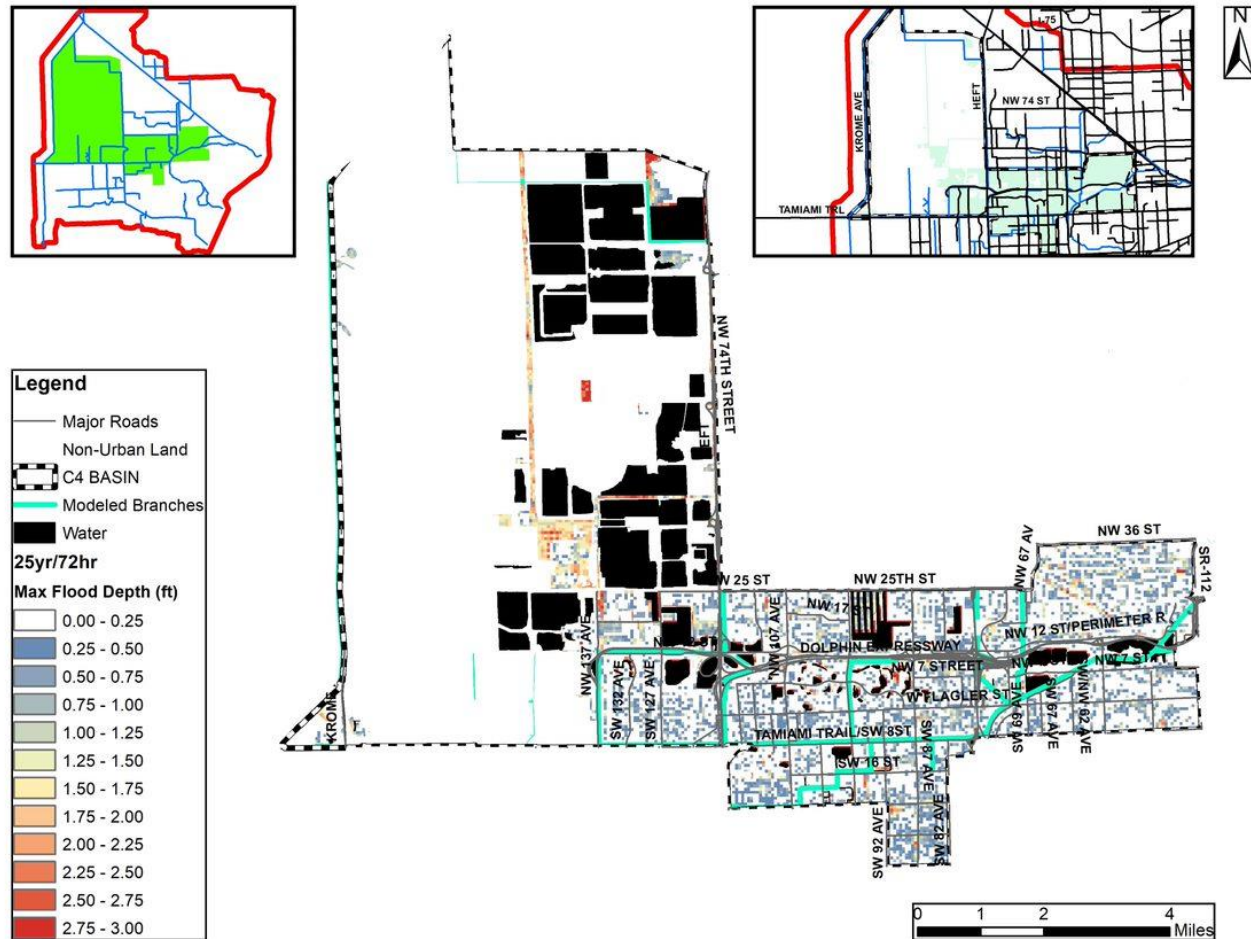 I-75
N
KROME AVE
HEFT
NW 74 ST
TAMIAMI TRL
Legend
Major Roads
Non-Urban Land
C4 BASIN
Modeled Branches
Water
25yr/72hr
Max Flood Depth (ft)
0.00 - 0.25
0.25 - 0.50
0.50 - 0.75
0.75 - 1.00
1.00 - 1.25
1.25 - 1.50
1.50 - 1.75
1.75 - 2.00
2.00 - 2.25
2.25 - 2.50
2.50 - 2.75
2.75 - 3.00
NW 74TH STREET
NW 36 ST
NW 67 AV
SR-112
NW 25TH ST
NW 17 ST
NW 12 ST/PERIMETER R
NW 137 AVE
NW 107 AVE
DOLPHIN EXPRESSWAY
NW 7 STREET
NW 7 ST
W FLAGLER ST
SW 132 AVE
SW 127 AVE
KROME
TAMIAMI TRAIL/SW 8ST
SW 69 AVE
SW 67 AVE
SW/NW 62 AVE
SW 87 AVE
SW 16 ST
SW 92 AVE
SW 82 AVE
0 1 2 4
Miles